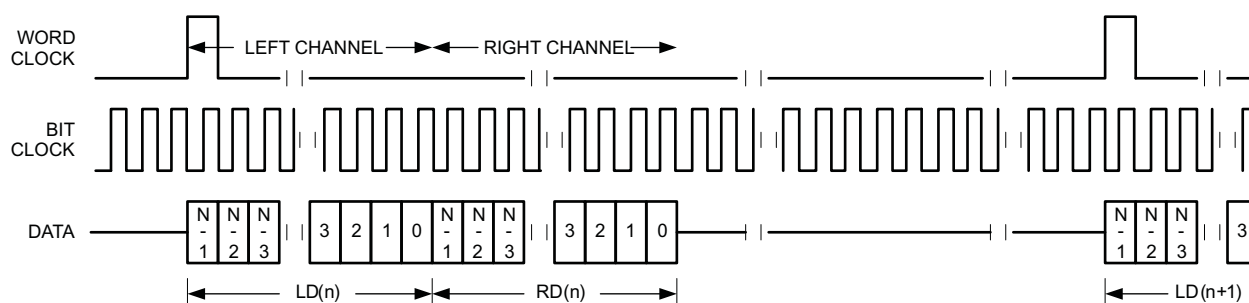 WORD
CLOCK
LEFT CHANNEL
RIGHT CHANNEL
BIT
CLOCK
DATA
N-1 N-2 N-3 3 2 1 0 N-1 N-2 N-3 3 2 1 0 N-1 N-2 N-3 3
LD(n)
RD(n)
LD(n+1)